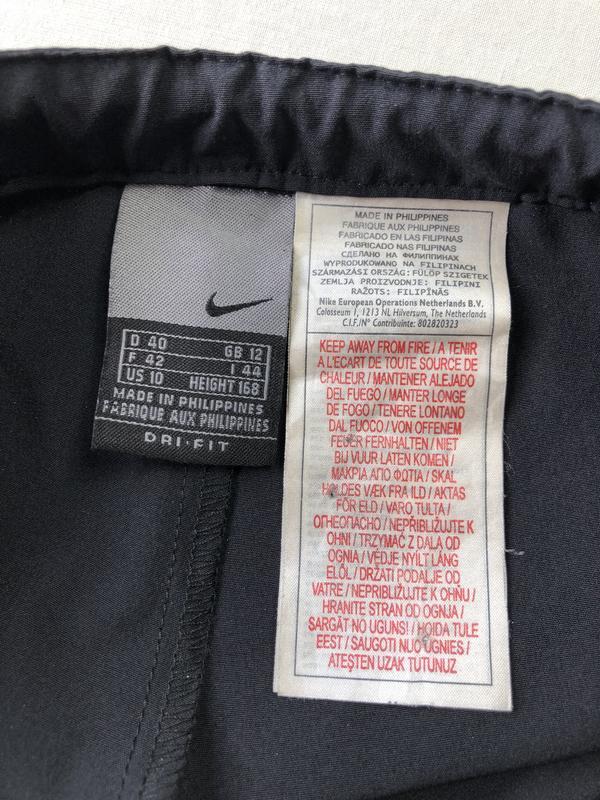 D 40 GB 12
F 42 I 44
US 10 HEIGHT 168
MADE IN PHILIPPINES
FABRIQUE AUX PHILIPPINES
DRI-FIT
MADE IN PHILIPPINES
FABRIQUE AUX PHILIPPINES
FABRICADO EN LAS FILIPINAS
FABRICADO NAS FILIPINAS
СДЕЛАНО НА ФИЛИППИНАХ
WYPRODUKOWANO NA FILIPINACH
SZÁRMAZÁSI ORSZÁG: FÜLÖP SZIGETEK
ZEMLJA PROIZVODNJE: FILIPINI
RAŽOTS: FILIPĪNĀS
Nike European Operations Netherlands B.V.
Colosseum 1, 1213 NL Hilversum, The Netherlands
C.I.F./N° Contribuinte: 802820323
KEEP AWAY FROM FIRE / A TENIR
A L'ECART DE TOUTE SOURCE DE
CHALEUR / MANTENER ALEJADO
DEL FUEGO / MANTER LONGE
DE FOGO / TENERE LONTANO
DAL FUOCO / VON OFFENEM
FEUER FERNHALTEN / NIET
BIJ VUUR LATEN KOMEN /
ΜΑΚΡΙΑ ΑΠΟ ΦΩΤΙΑ / SKAL
HOLDES VÆK FRA ILD / AKTAS
FÖR ELD / VARO TULTA /
ОГНЕОПАСНО / NEPŘIBLIŽUJTE K
OHNI / TRZYMAĆ Z DALA OD
OGNIA / VÉDJE NYÍLT LÁNG
ELŐL / DRŽATI PODALJE OD
VATRE / NEPRIBLIŽUJTE K OHŇU /
HRANITE STRAN OD OGNJA /
SARGĀT NO UGUNS! / HOIDA TULE
EEST / SAUGOTI NUO UGNIES /
ATEŞTEN UZAK TUTUNUZ